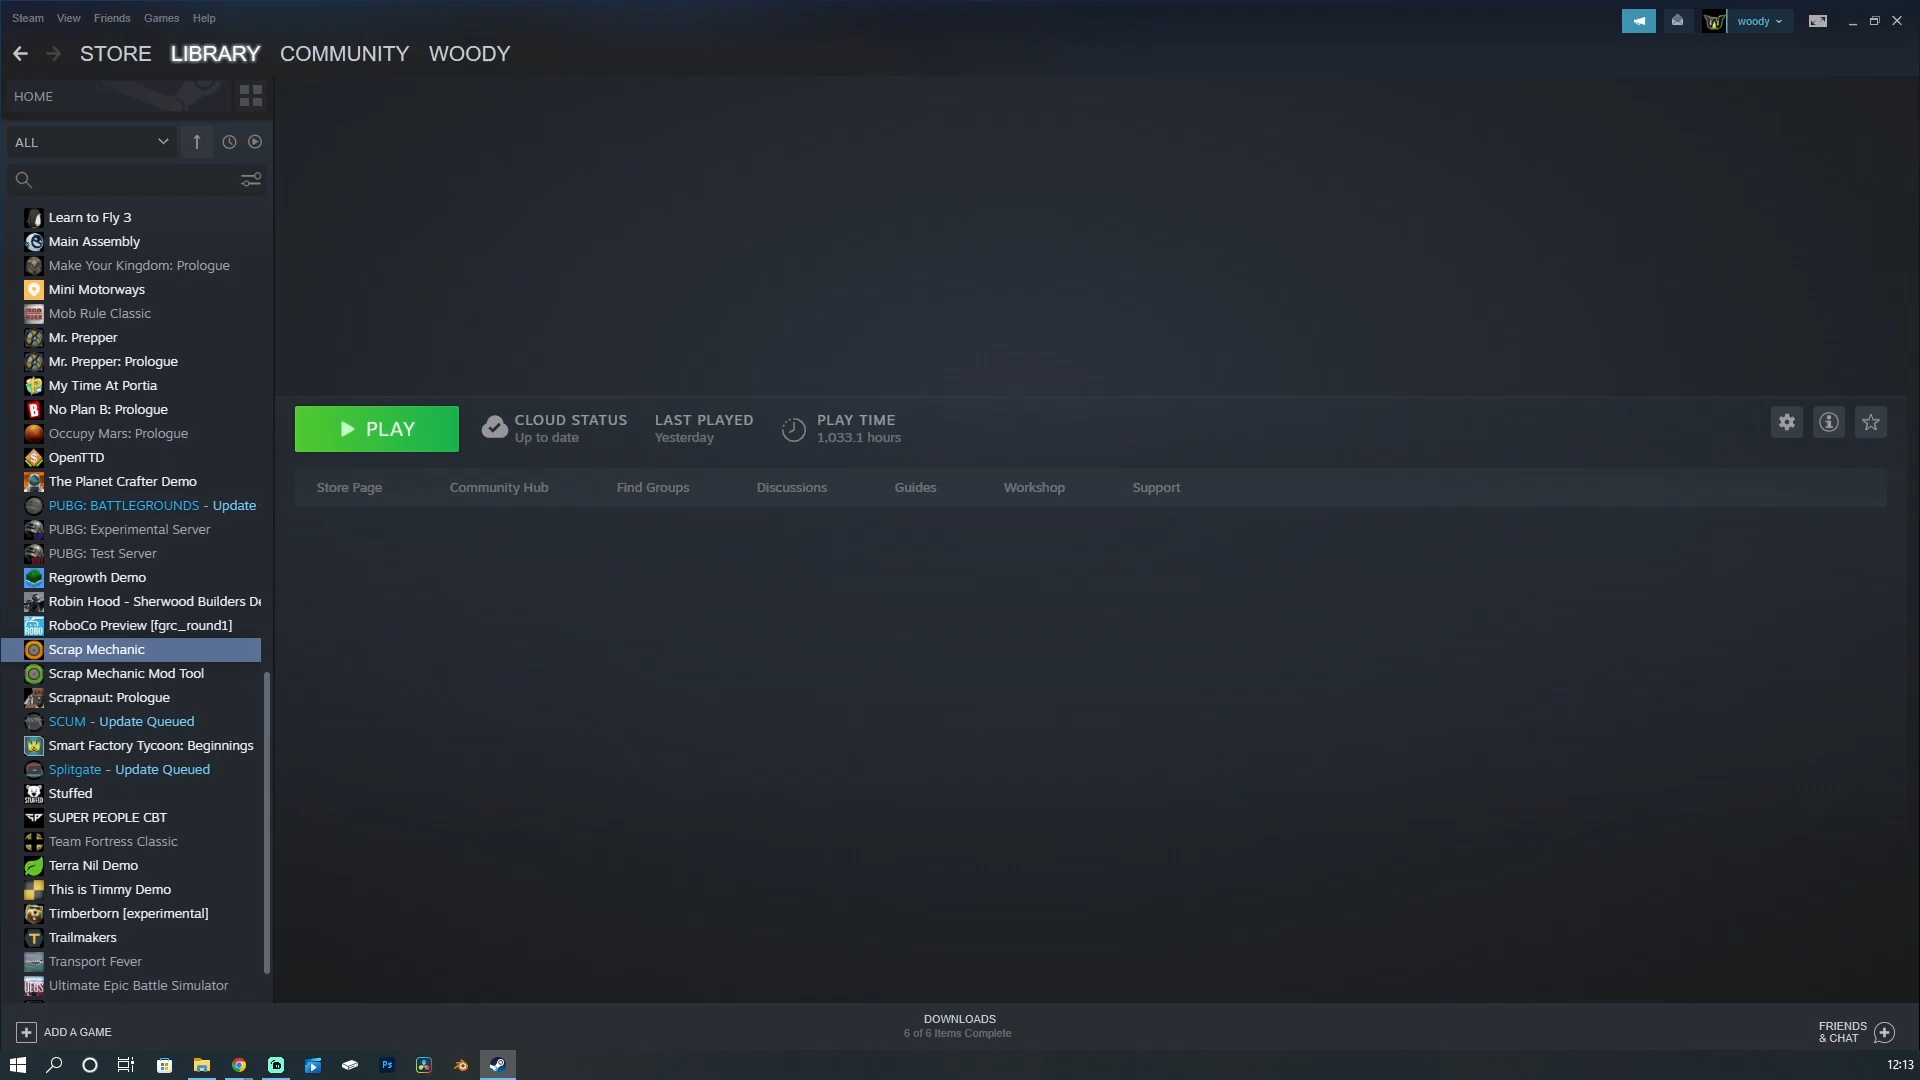 Steam View Friends Games Help
woody
STORE LIBRARY COMMUNITY WOODY
HOME
ALL
Learn to Fly 3
Main Assembly
Make Your Kingdom: Prologue
Mini Motorways
Mob Rule Classic
Mr. Prepper
Mr. Prepper: Prologue
My Time At Portia
No Plan B: Prologue
Occupy Mars: Prologue
OpenTTD
The Planet Crafter Demo
PUBG: BATTLEGROUNDS - Update
PUBG: Experimental Server
PUBG: Test Server
Regrowth Demo
Robin Hood - Sherwood Builders De
RoboCo Preview [fgrc_round1]
Scrap Mechanic
Scrap Mechanic Mod Tool
Scrapnaut: Prologue
SCUM - Update Queued
Smart Factory Tycoon: Beginnings
Splitgate - Update Queued
Stuffed
SUPER PEOPLE CBT
Team Fortress Classic
Terra Nil Demo
This is Timmy Demo
Timberborn [experimental]
Trailmakers
Transport Fever
Ultimate Epic Battle Simulator
PLAY
CLOUD STATUS
Up to date
LAST PLAYED
Yesterday
PLAY TIME
1,033.1 hours
Store Page Community Hub Find Groups Discussions Guides Workshop Support
ADD A GAME
DOWNLOADS
6 of 6 Items Complete
FRIENDS
& CHAT
Ps
12:13